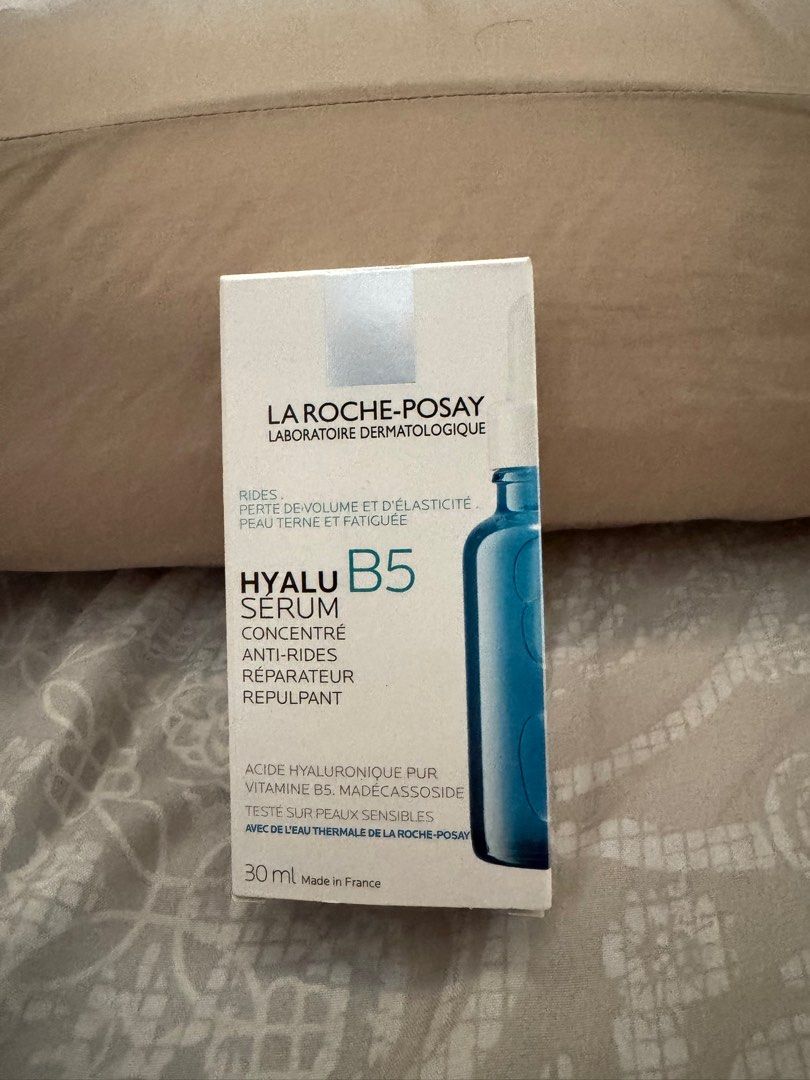 LA ROCHE-POSAY
LABORATOIRE DERMATOLOGIQUE
RIDES.
PERTE DE VOLUME ET D'ÉLASTICITÉ.
PEAU TERNE ET FATIGUÉE
HYALU B5
SÉRUM
CONCENTRÉ
ANTI-RIDES
RÉPARATEUR
REPULPANT
ACIDE HYALURONIQUE PUR
VITAMINE B5. MADÉCASSOSIDE
TESTÉ SUR PEAUX SENSIBLES
AVEC DE L'EAU THERMALE DE LA ROCHE-POSAY
30 ml Made in France